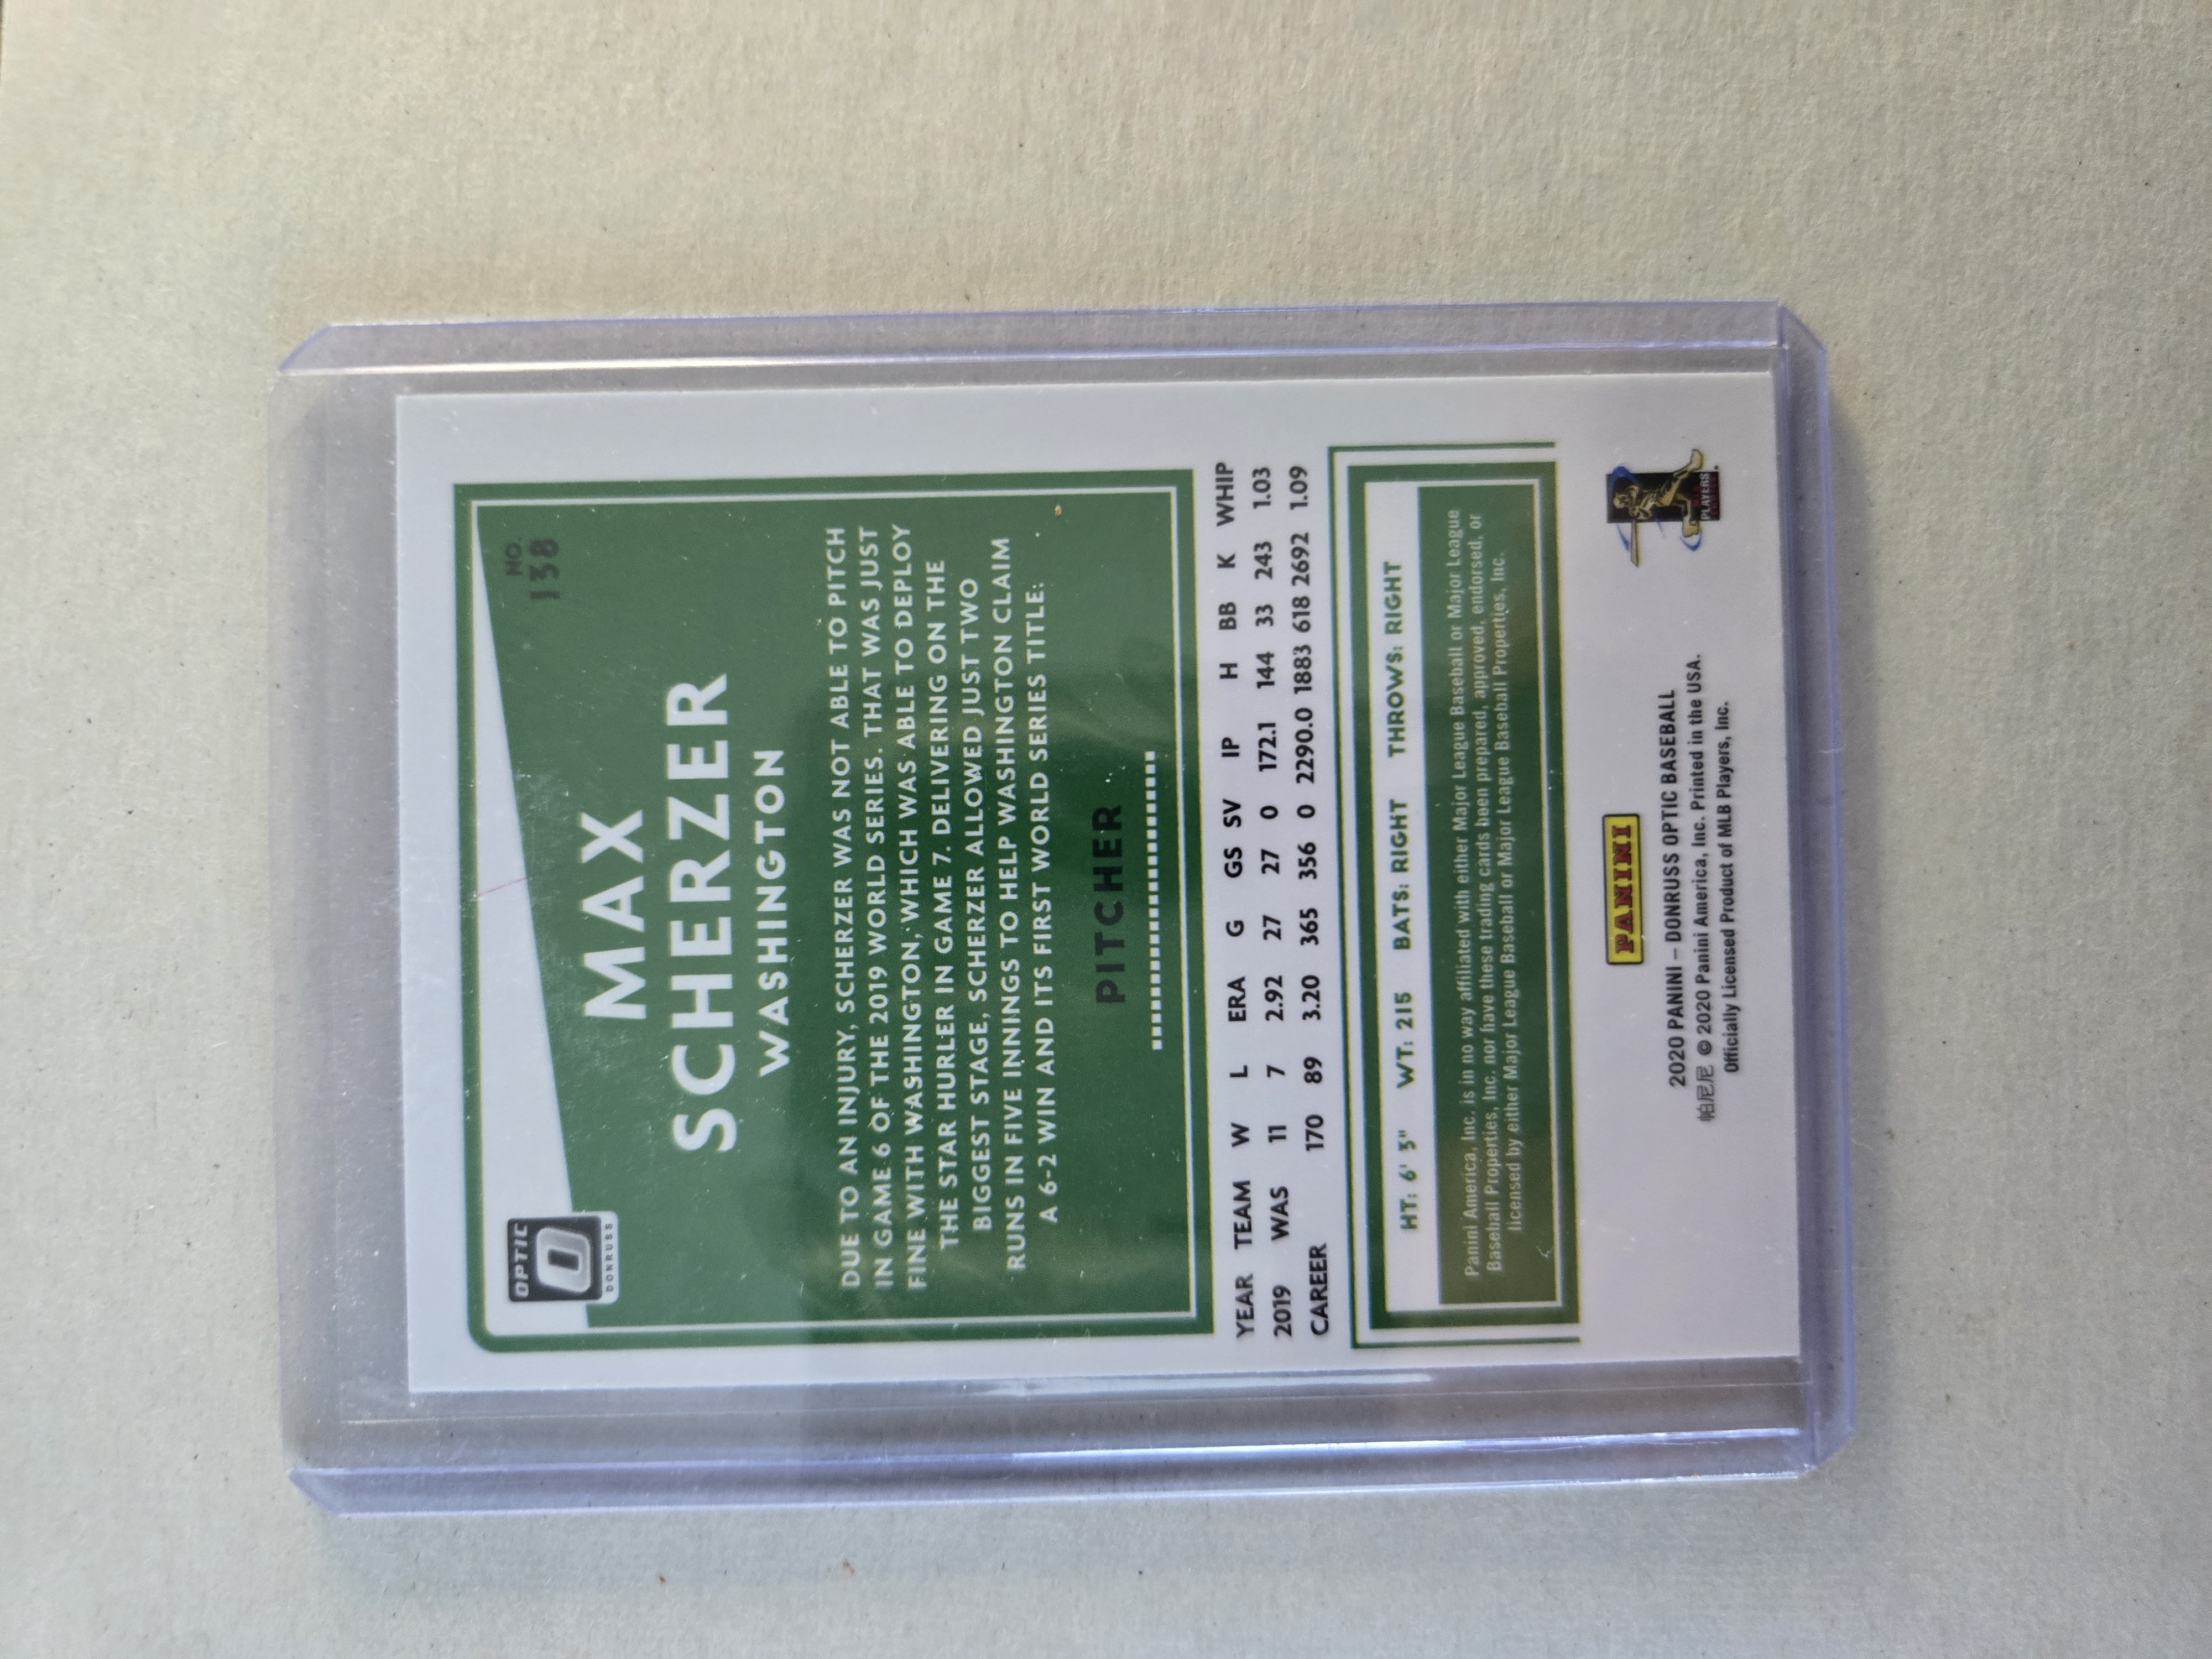 OPTIC
DONRUSS
NO.
138
MAX
SCHERZER
WASHINGTON
DUE TO AN INJURY, SCHERZER WAS NOT ABLE TO PITCH
IN GAME 6 OF THE 2019 WORLD SERIES. THAT WAS JUST
FINE WITH WASHINGTON, WHICH WAS ABLE TO DEPLOY
THE STAR HURLER IN GAME 7. DELIVERING ON THE
BIGGEST STAGE, SCHERZER ALLOWED JUST TWO
RUNS IN FIVE INNINGS TO HELP WASHINGTON CLAIM
A 6-2 WIN AND ITS FIRST WORLD SERIES TITLE.
PITCHER
YEAR TEAM W L ERA G GS SV IP H BB K WHIP
2019 WAS 11 7 2.92 27 27 0 172.1 144 33 243 1.03
CAREER 170 89 3.20 365 356 0 2290.0 1883 618 2692 1.09
HT: 6' 3" WT: 215 BATS: RIGHT THROWS: RIGHT
Panini America, Inc. is in no way affiliated with either Major League Baseball or Major League
Baseball Properties, Inc. nor have these trading cards been prepared, approved, endorsed, or
licensed by either Major League Baseball or Major League Baseball Properties, Inc.
PANINI
PLAYERS
2020 PANINI – DONRUSS OPTIC BASEBALL
帕尼尼 © 2020 Panini America, Inc. Printed in the USA.
Officially Licensed Product of MLB Players, Inc.